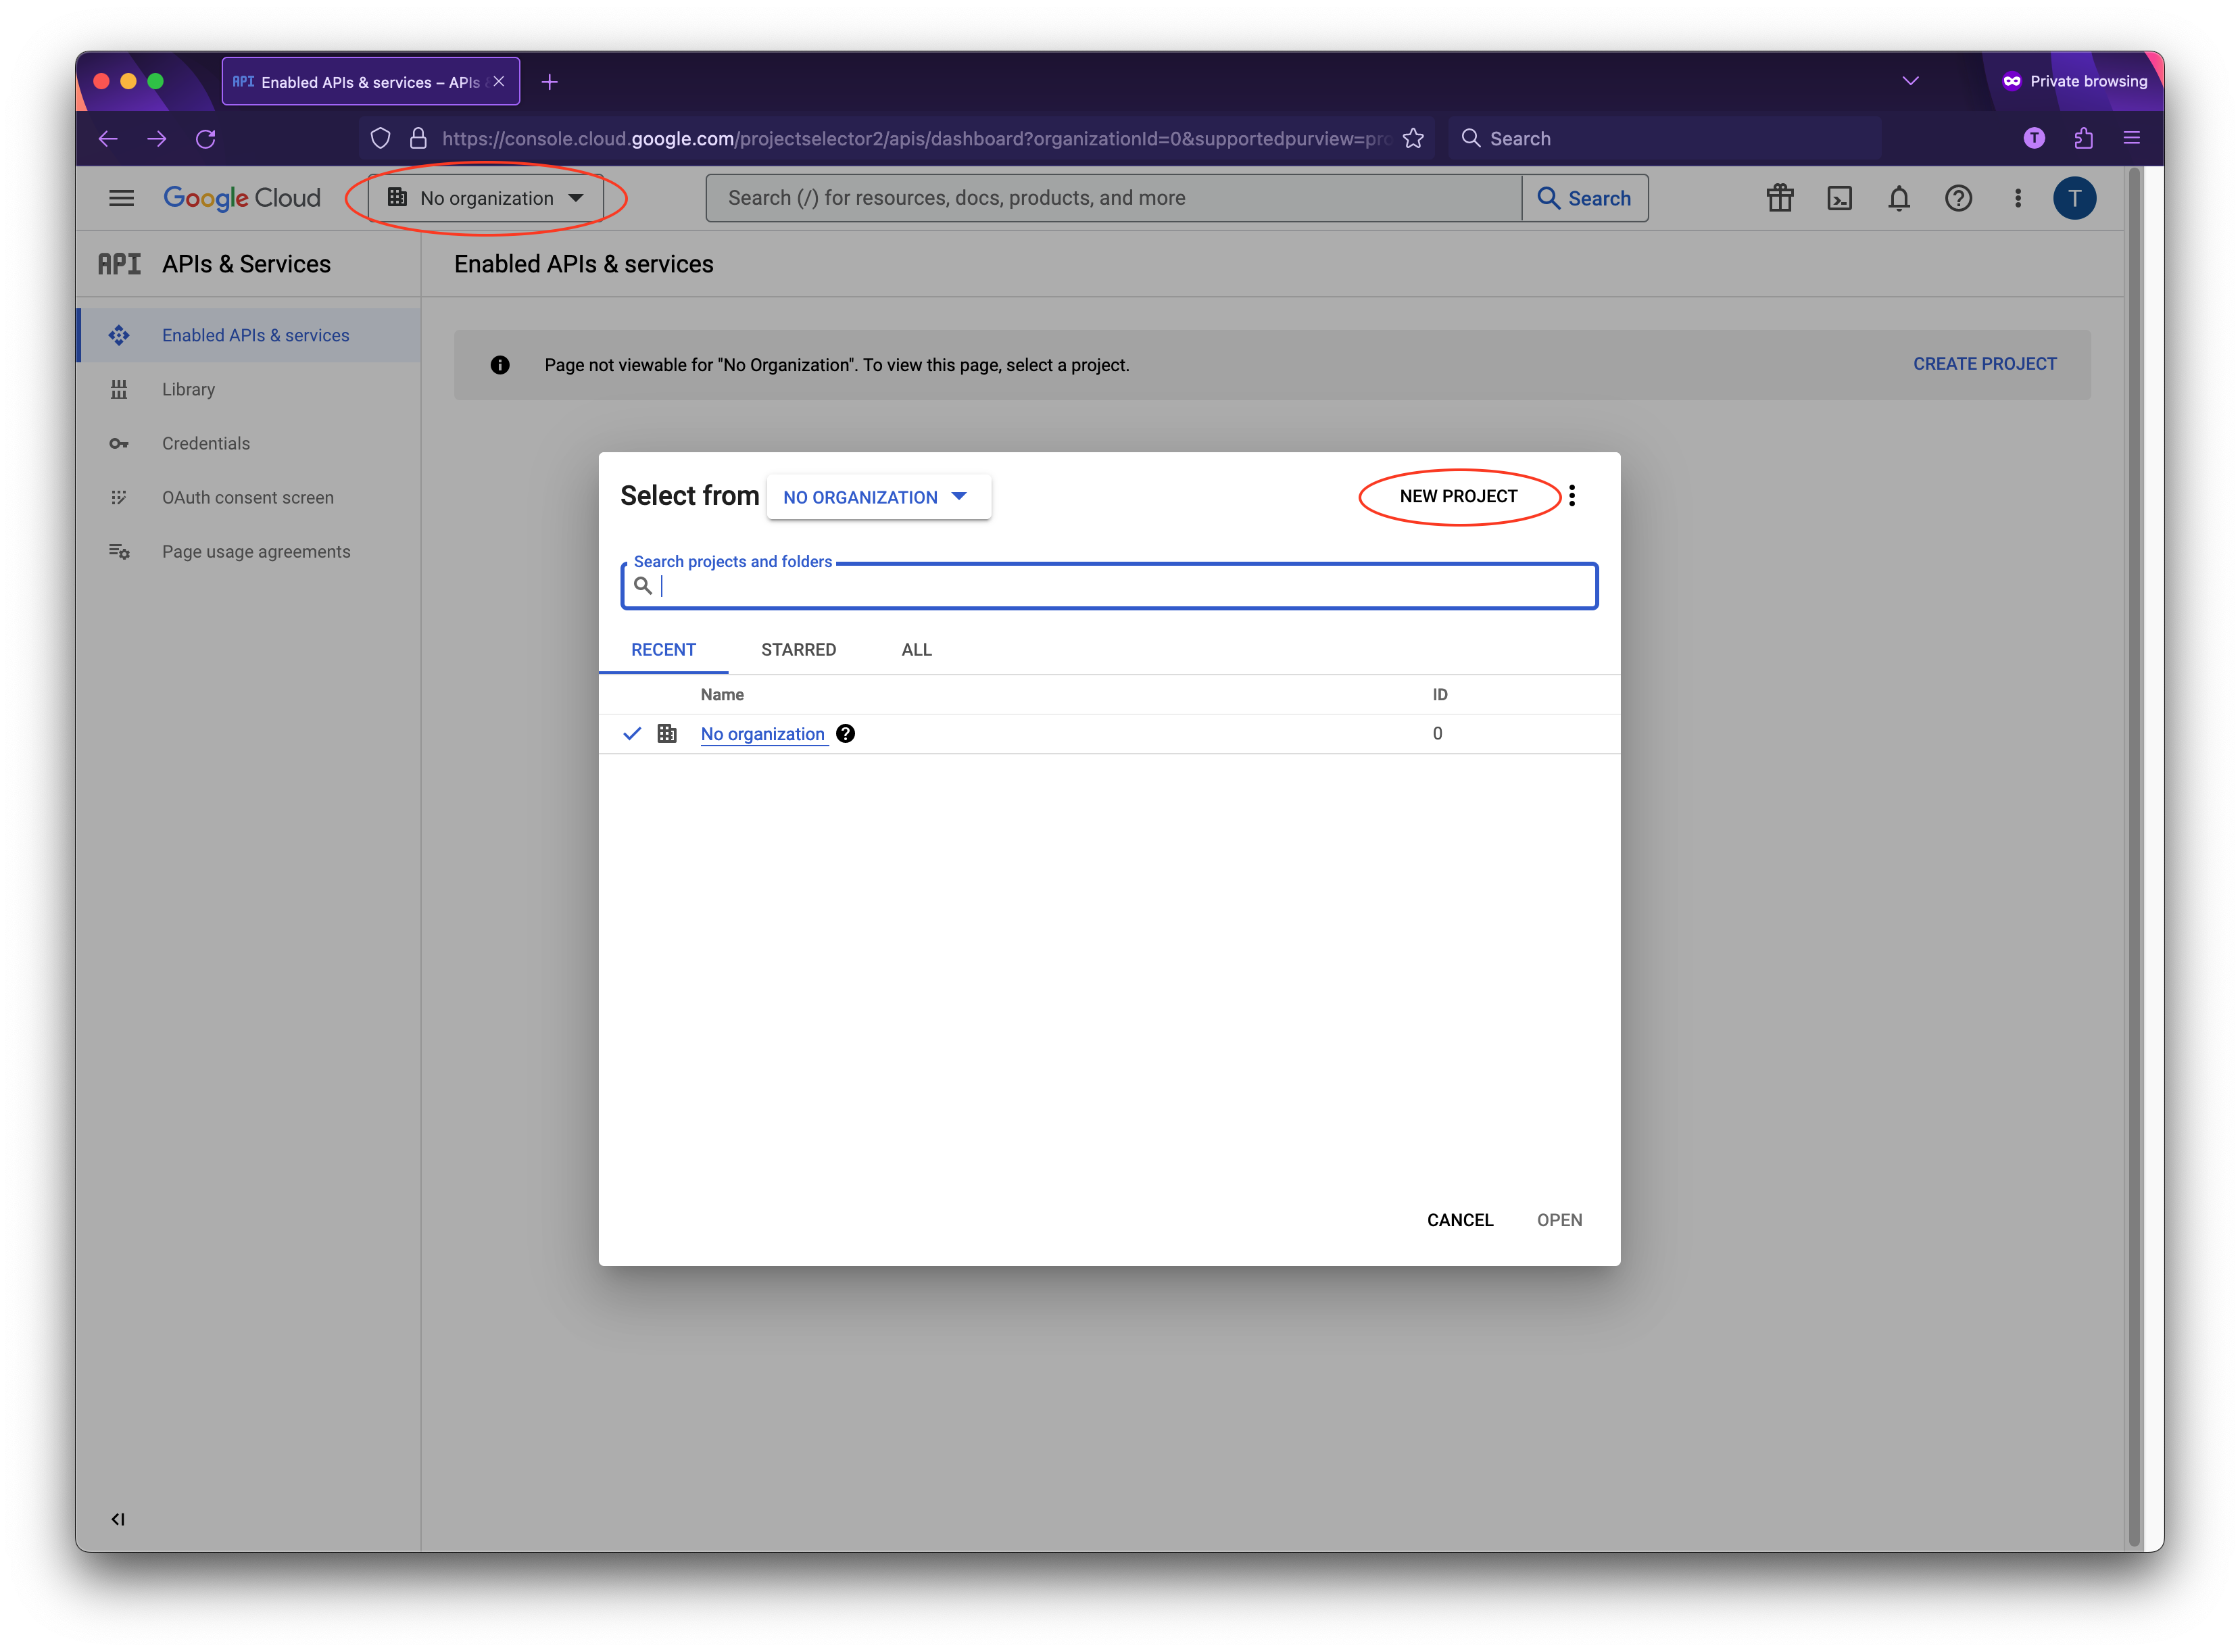 API Enabled APIs & services – APIs
Private browsing
https://console.cloud.google.com/projectselector2/apis/dashboard?organizationId=0&supportedpurview=pro
Search
Google Cloud
No organization
Search (/) for resources, docs, products, and more
Search
T
API APIs & Services
Enabled APIs & services
Enabled APIs & services
Library
Credentials
OAuth consent screen
Page usage agreements
Page not viewable for "No Organization". To view this page, select a project.
CREATE PROJECT
Select from
NO ORGANIZATION
NEW PROJECT
Search projects and folders
RECENT
STARRED
ALL
Name
ID
No organization
0
CANCEL
OPEN